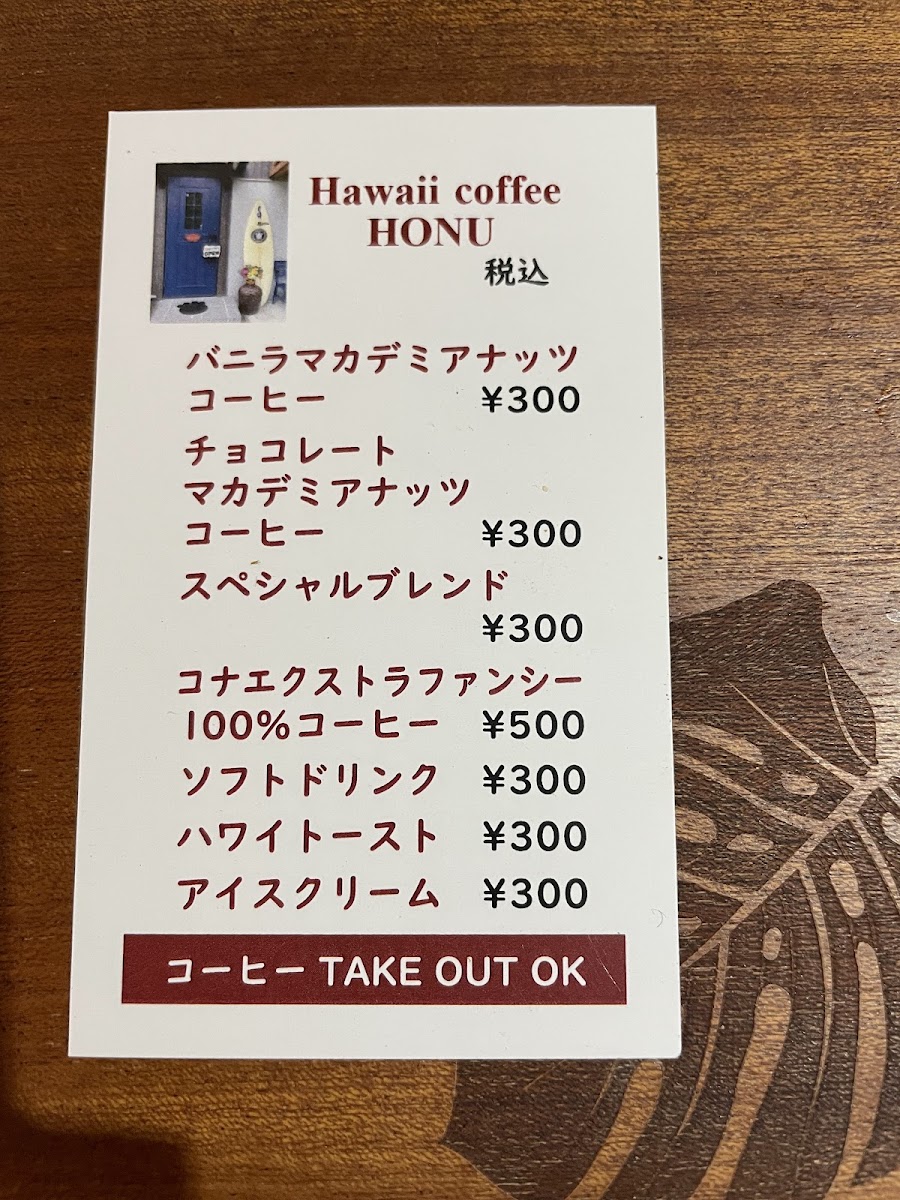 Hawaii coffee
HONU
税込
バニラマカデミアナッツ
コーヒー ¥300
チョコレート
マカデミアナッツ
コーヒー ¥300
スペシャルブレンド
¥300
コナエクストラファンシー
100%コーヒー ¥500
ソフトドリンク ¥300
ハワイトースト ¥300
アイスクリーム ¥300
コーヒー TAKE OUT OK